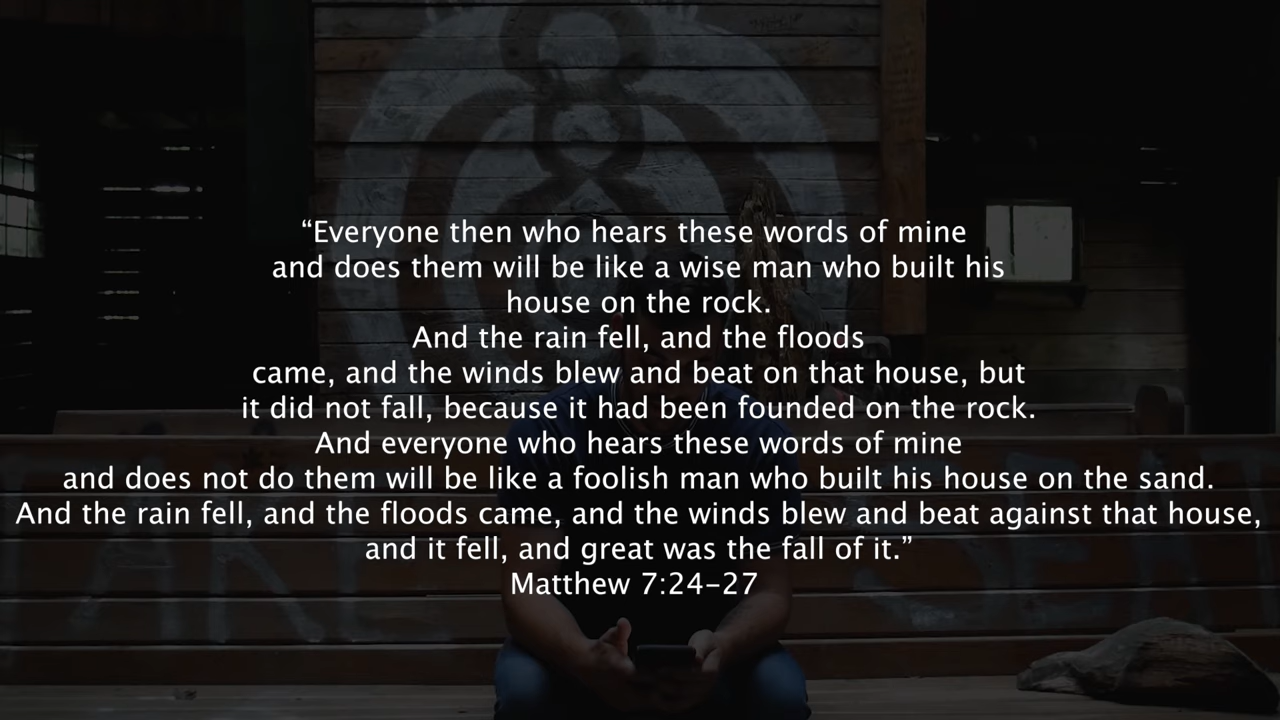 “Everyone then who hears these words of mine
and does them will be like a wise man who built his
house on the rock.
And the rain fell, and the floods
came, and the winds blew and beat on that house, but
it did not fall, because it had been founded on the rock.
And everyone who hears these words of mine
and does not do them will be like a foolish man who built his house on the sand.
And the rain fell, and the floods came, and the winds blew and beat against that house,
and it fell, and great was the fall of it.”
Matthew 7:24–27